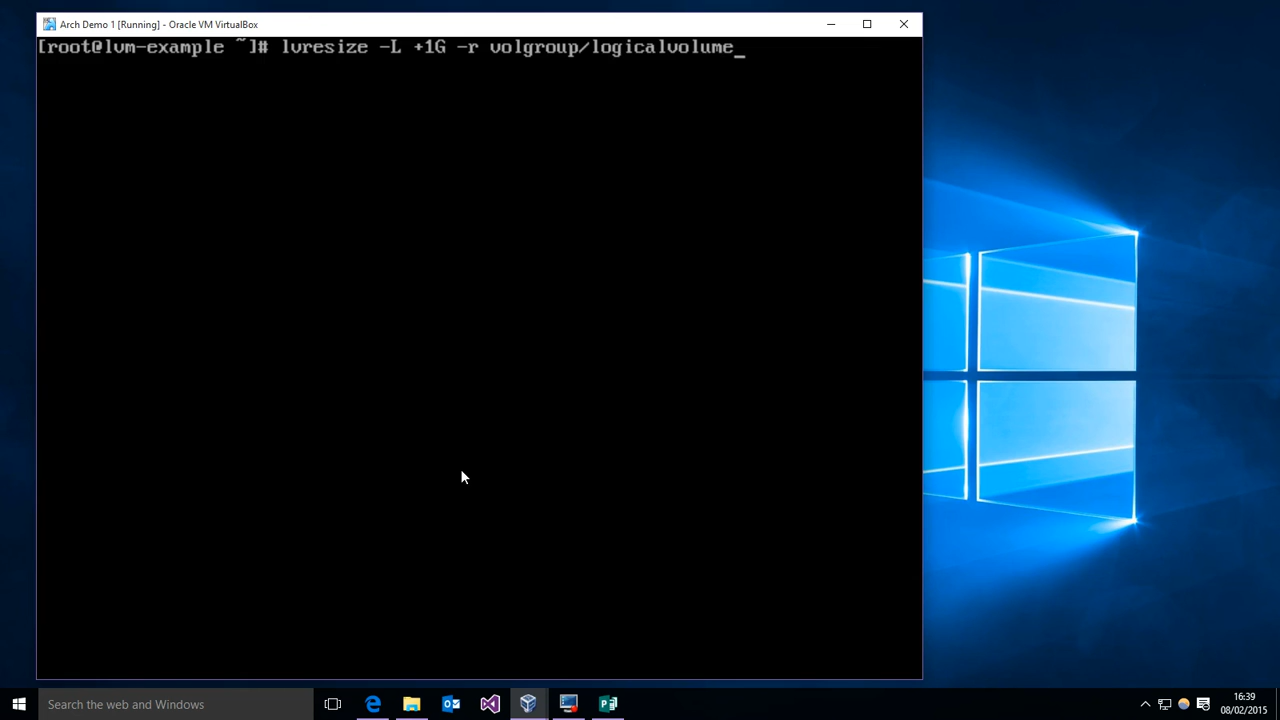 Arch Demo 1 [Running] - Oracle VM VirtualBox
[root@lvm-example ~]# lvresize -L +1G -r volgroup/logicalvolume_
Search the web and Windows
16:39
08/02/2015